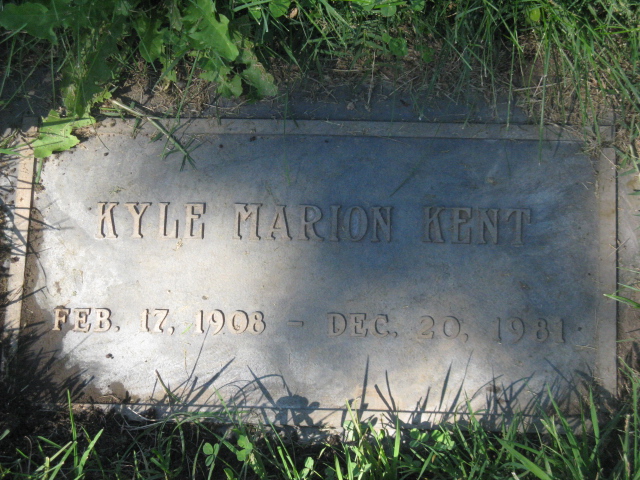 KYLE MARION KENT
FEB. 17, 1908 - DEC. 20, 1981